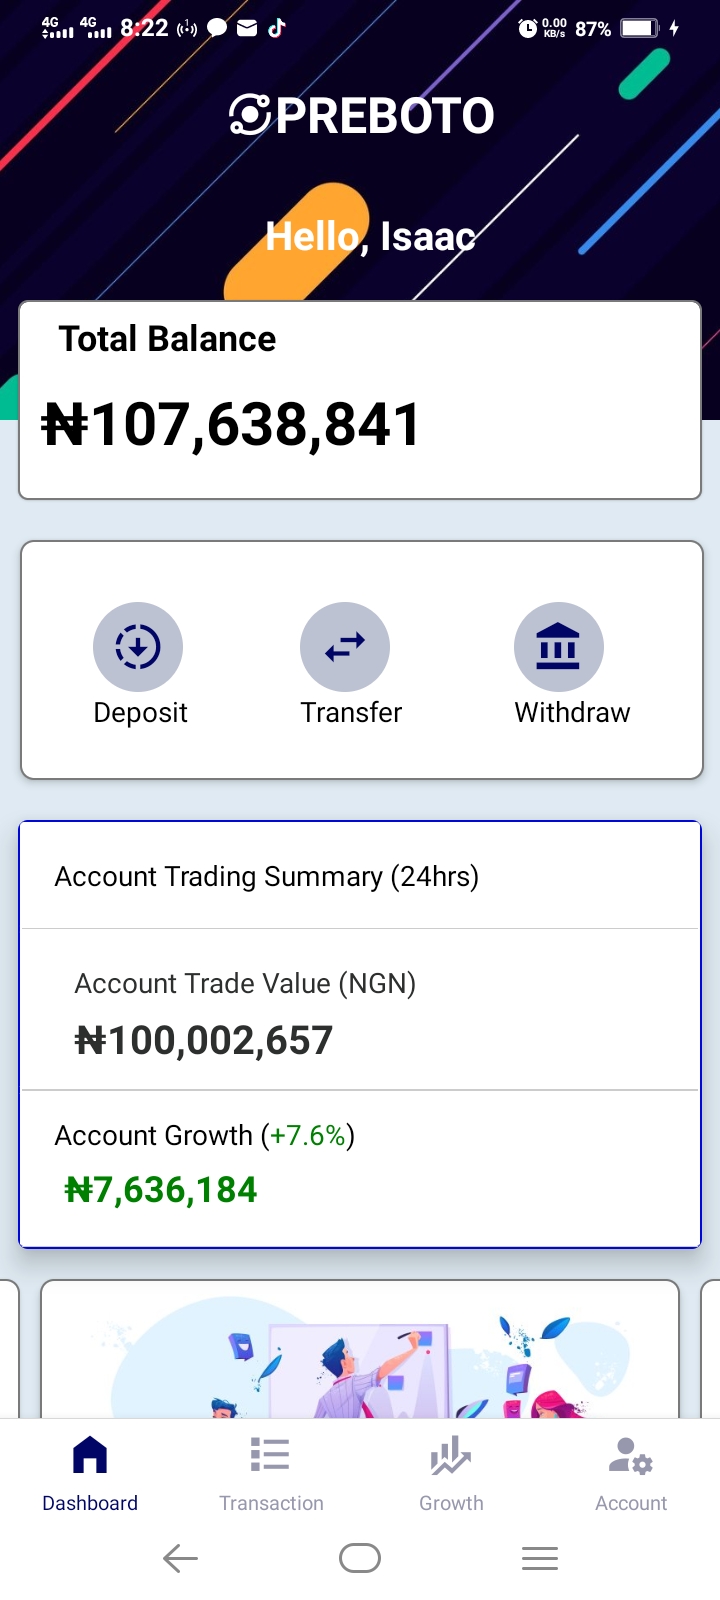 4G 4G 8:22 0.00 KB/s 87%
PREBOTO
Hello, Isaac
Total Balance
₦107,638,841
Deposit Transfer Withdraw
Account Trading Summary (24hrs)
Account Trade Value (NGN)
₦100,002,657
Account Growth (+7.6%)
₦7,636,184
Dashboard Transaction Growth Account